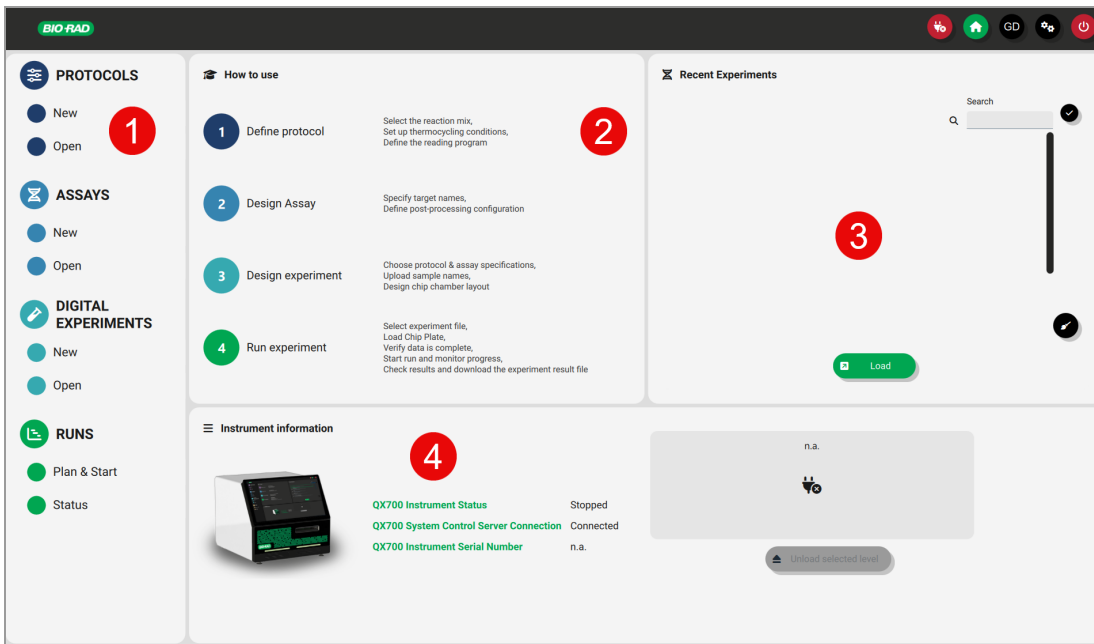 BIO-RAD
GD
PROTOCOLS
New
Open
1
ASSAYS
New
Open
DIGITAL
EXPERIMENTS
New
Open
RUNS
Plan & Start
Status
How to use
2
1
Define protocol
Select the reaction mix,
Set up thermocycling conditions,
Define the reading program
2
Design Assay
Specify target names,
Define post-processing configuration
3
Design experiment
Choose protocol & assay specifications,
Upload sample names,
Design chip chamber layout
4
Run experiment
Select experiment file,
Load Chip Plate,
Verify data is complete,
Start run and monitor progress,
Check results and download the experiment result file
Recent Experiments
Search
3
Load
Instrument information
4
QX700 Instrument Status Stopped
QX700 System Control Server Connection Connected
QX700 Instrument Serial Number n.a.
n.a.
Unload selected level